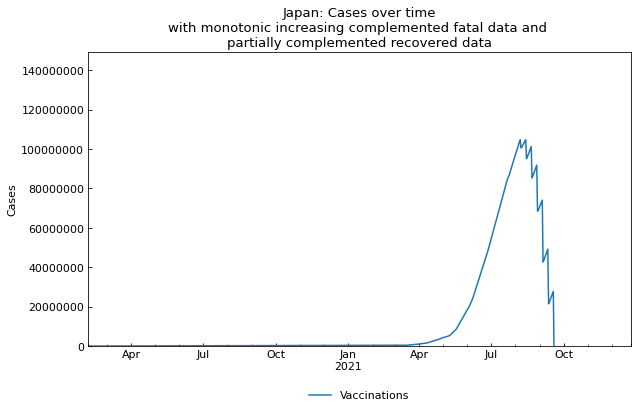 Japan: Cases over time
with monotonic increasing complemented fatal data and
partially complemented recovered data
140000000
120000000
100000000
80000000
60000000
40000000
20000000
0
Cases
Apr
Jul
Oct
Jan
2021
Apr
Jul
Oct
Vaccinations